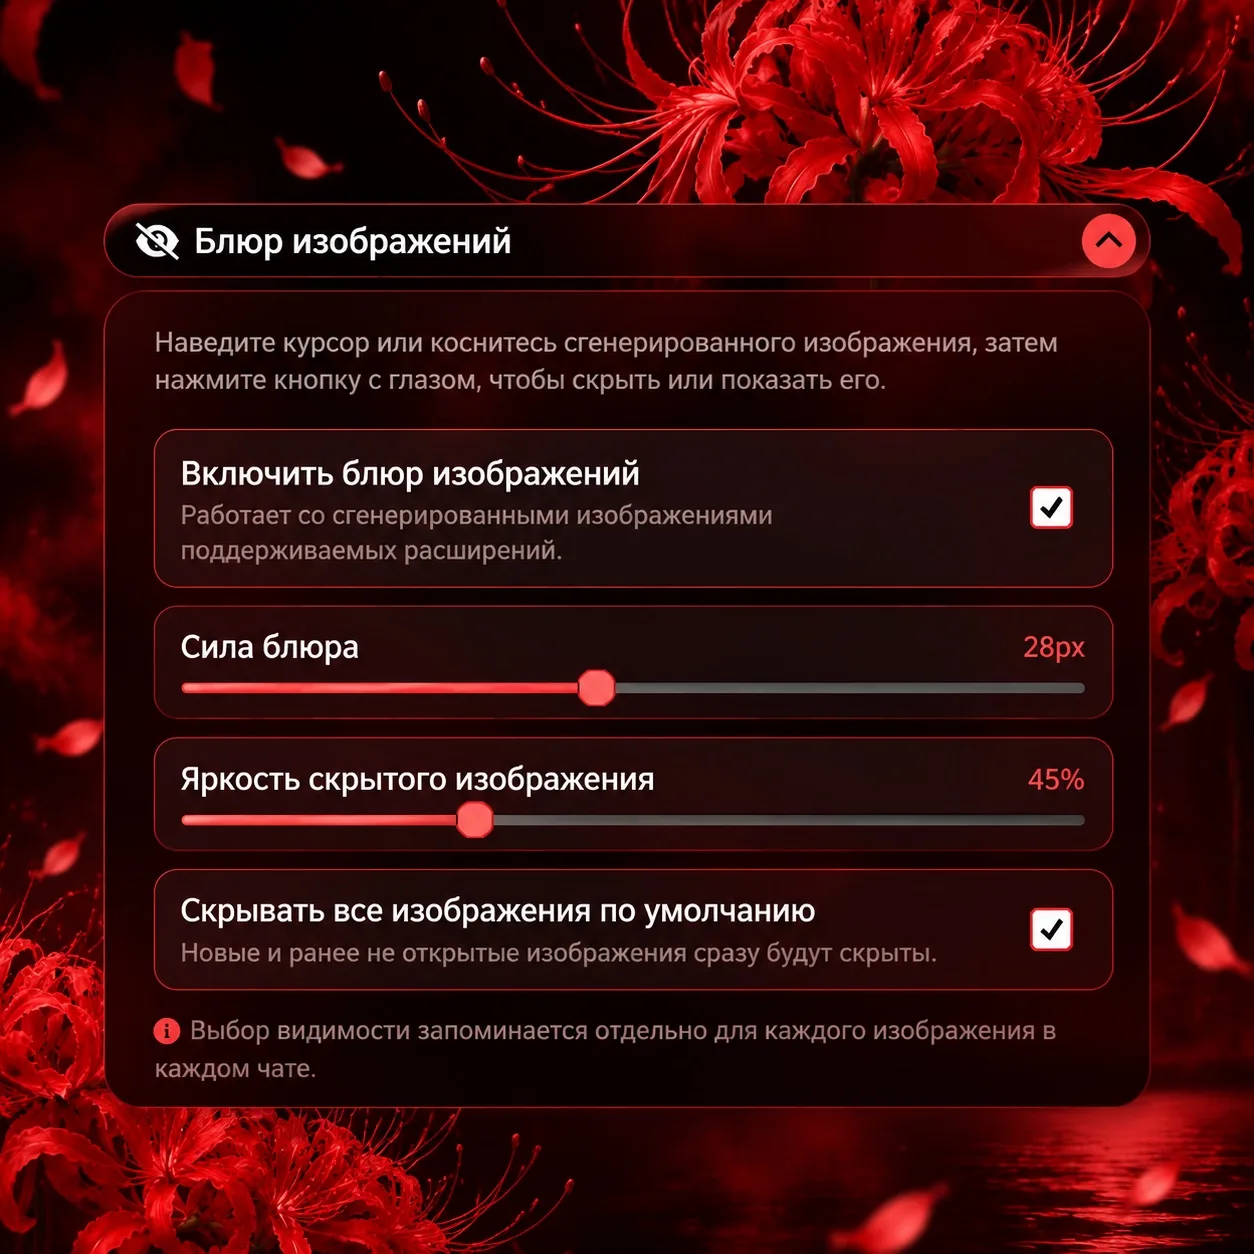 Блюр изображений
Наведите курсор или коснитесь сгенерированного изображения, затем
нажмите кнопку с глазом, чтобы скрыть или показать его.
Включить блюр изображений
Работает со сгенерированными изображениями
поддерживаемых расширений.
Сила блюра
28px
Яркость скрытого изображения
45%
Скрывать все изображения по умолчанию
Новые и ранее не открытые изображения сразу будут скрыты.
Выбор видимости запоминается отдельно для каждого изображения в
каждом чате.